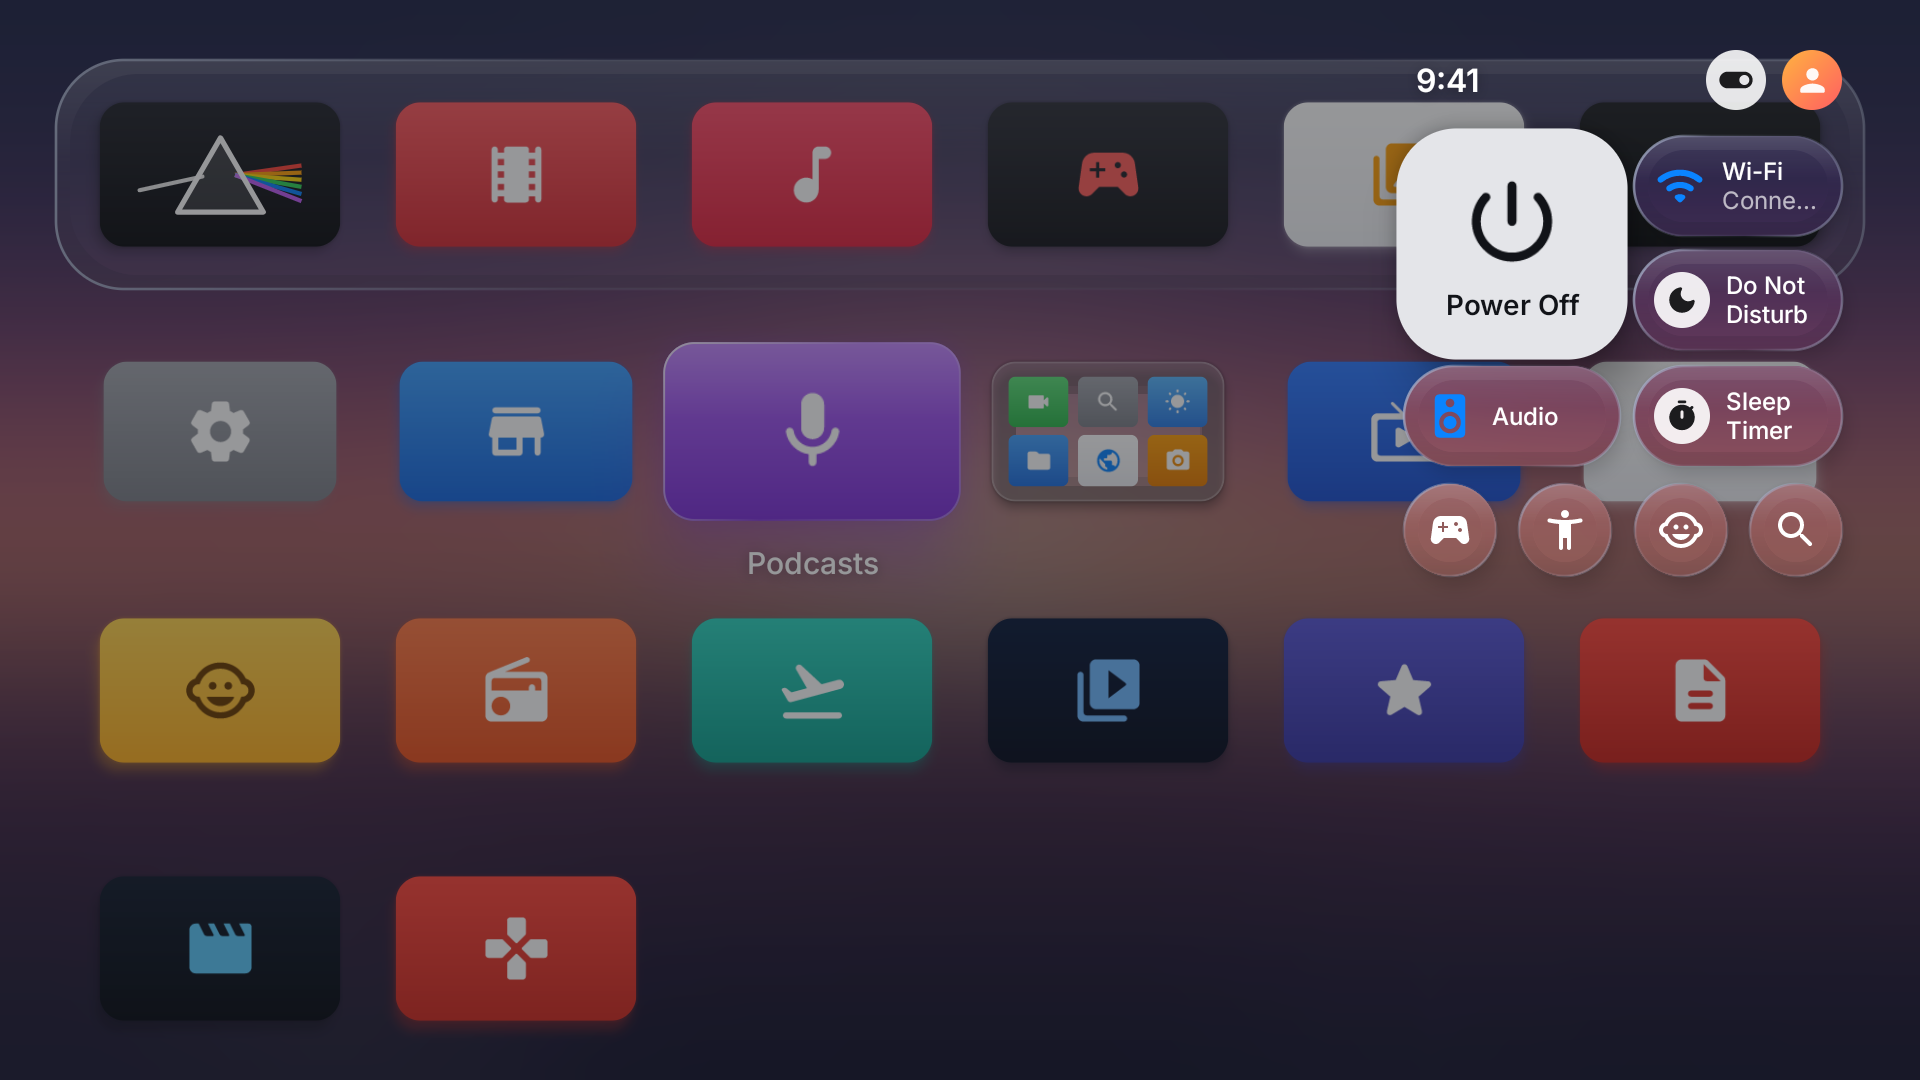 9:41
Power Off
Wi-Fi
Conne...
Do Not
Disturb
Audio
Sleep
Timer
Podcasts